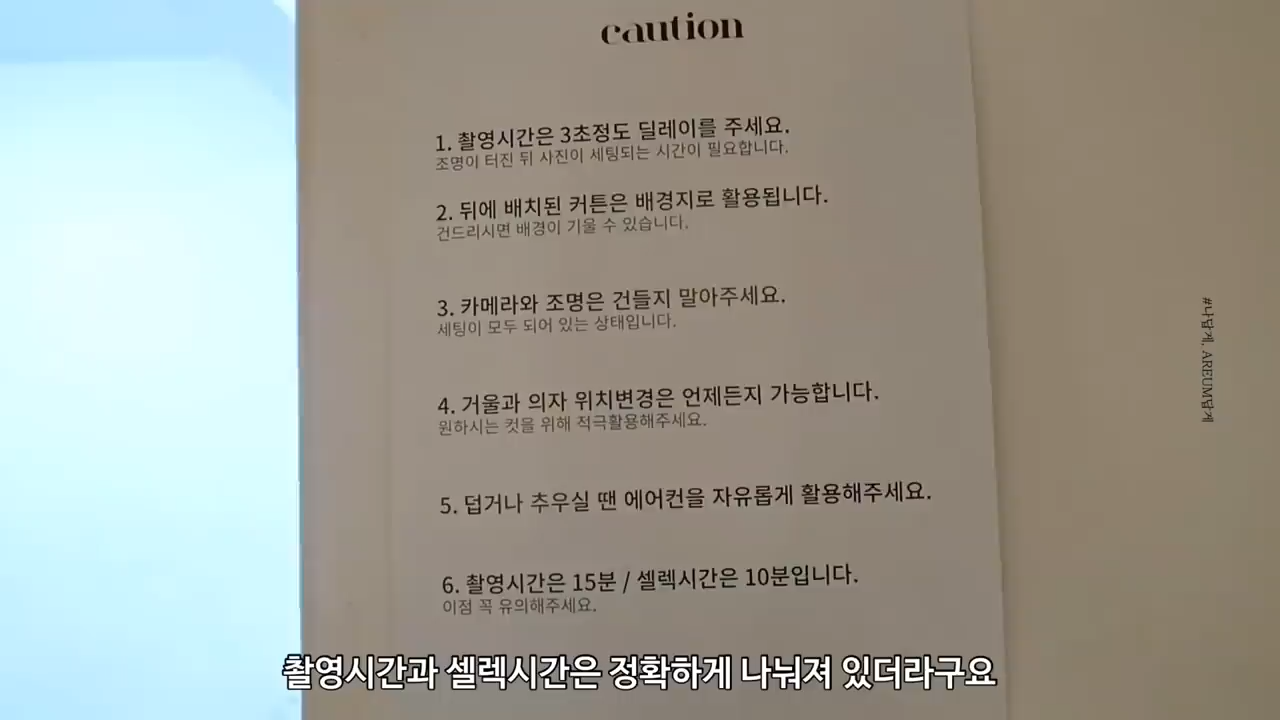 caution
1. 촬영시간은 3초정도 딜레이를 주세요.
조명이 터진 뒤 사진이 세팅되는 시간이 필요합니다.
2. 뒤에 배치된 커튼은 배경지로 활용됩니다.
건드리시면 배경이 기울 수 있습니다.
3. 카메라와 조명은 건들지 말아주세요.
세팅이 모두 되어 있는 상태입니다.
4. 거울과 의자 위치변경은 언제든지 가능합니다.
원하시는 컷을 위해 적극활용해주세요.
5. 덥거나 추우실 땐 에어컨을 자유롭게 활용해주세요.
6. 촬영시간은 15분 / 셀렉시간은 10분입니다.
이점 꼭 유의해주세요.
#나답게, AREUM답게
촬영시간과 셀렉시간은 정확하게 나눠져 있더라구요